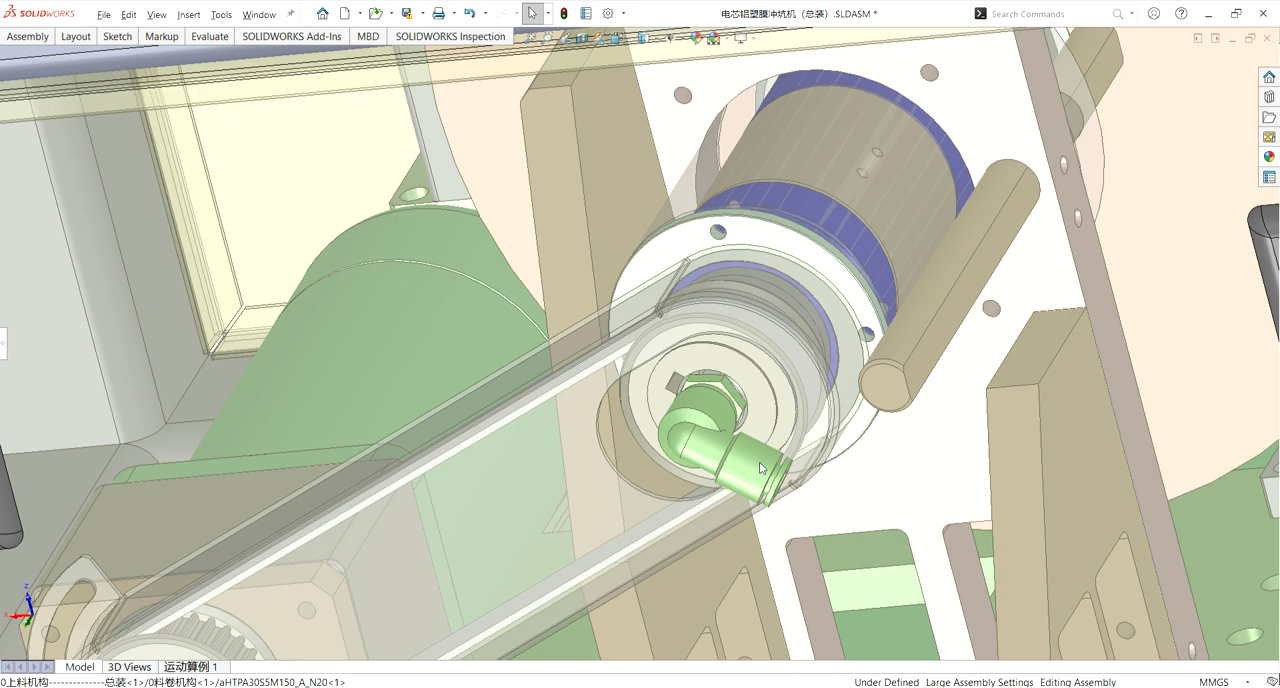 SOLIDWORKS File Edit View Insert Tools Window 电芯铝塑膜冲坑机（总装）.SLDASM * Search Commands
Assembly Layout Sketch Markup Evaluate SOLIDWORKS Add-Ins MBD SOLIDWORKS Inspection
Z
X
Model 3D Views 运动算例 1
0上料机构-------------总装<1>/0料卷机构<1>/aHTPA30S5M150_A_N20<1> Under Defined Large Assembly Settings Editing Assembly MMGS